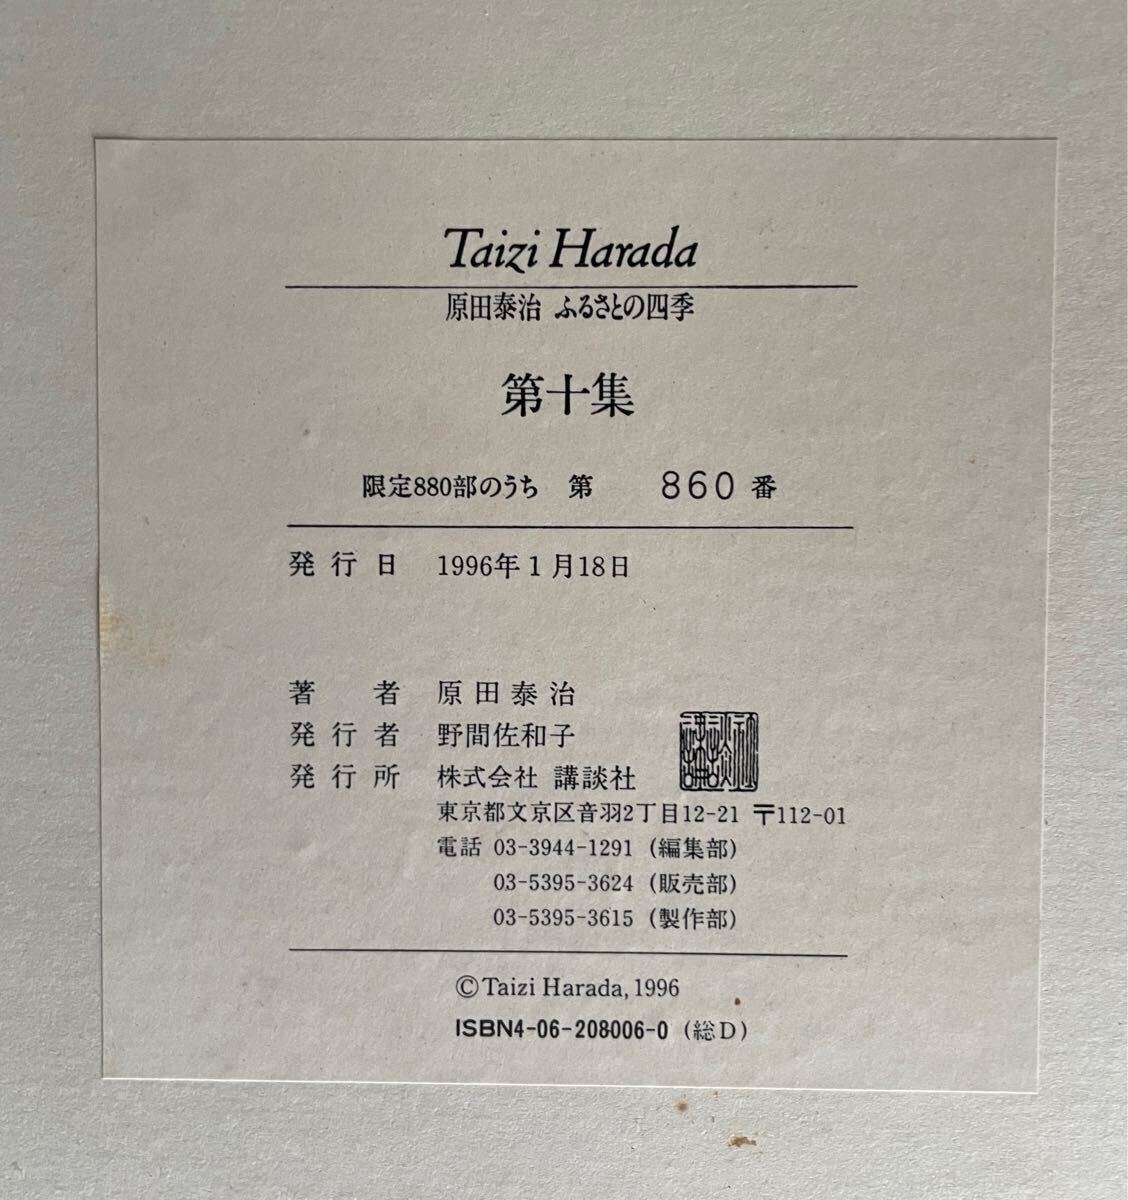 Taizi Harada
原田泰治 ふるさとの四季
第十集
限定880部のうち 第 860 番
発行日 1996年1月18日
著者 原田泰治
発行者 野間佐和子
発行所 株式会社 講談社
講談社
東京都文京区音羽2丁目12-21 〒112-01
電話 03-3944-1291 (編集部)
03-5395-3624 (販売部)
03-5395-3615 (製作部)
©Taizi Harada, 1996
ISBN4-06-208006-0 (総D)